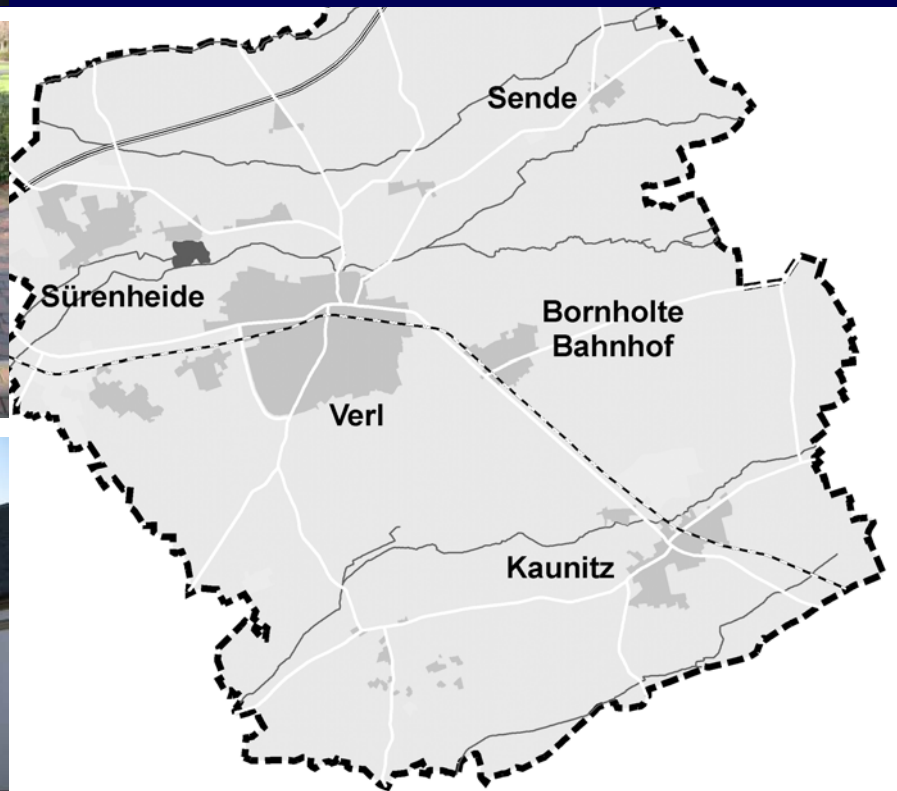 Sende
Sürenheide
Bornholte
Bahnhof
Verl
Kaunitz